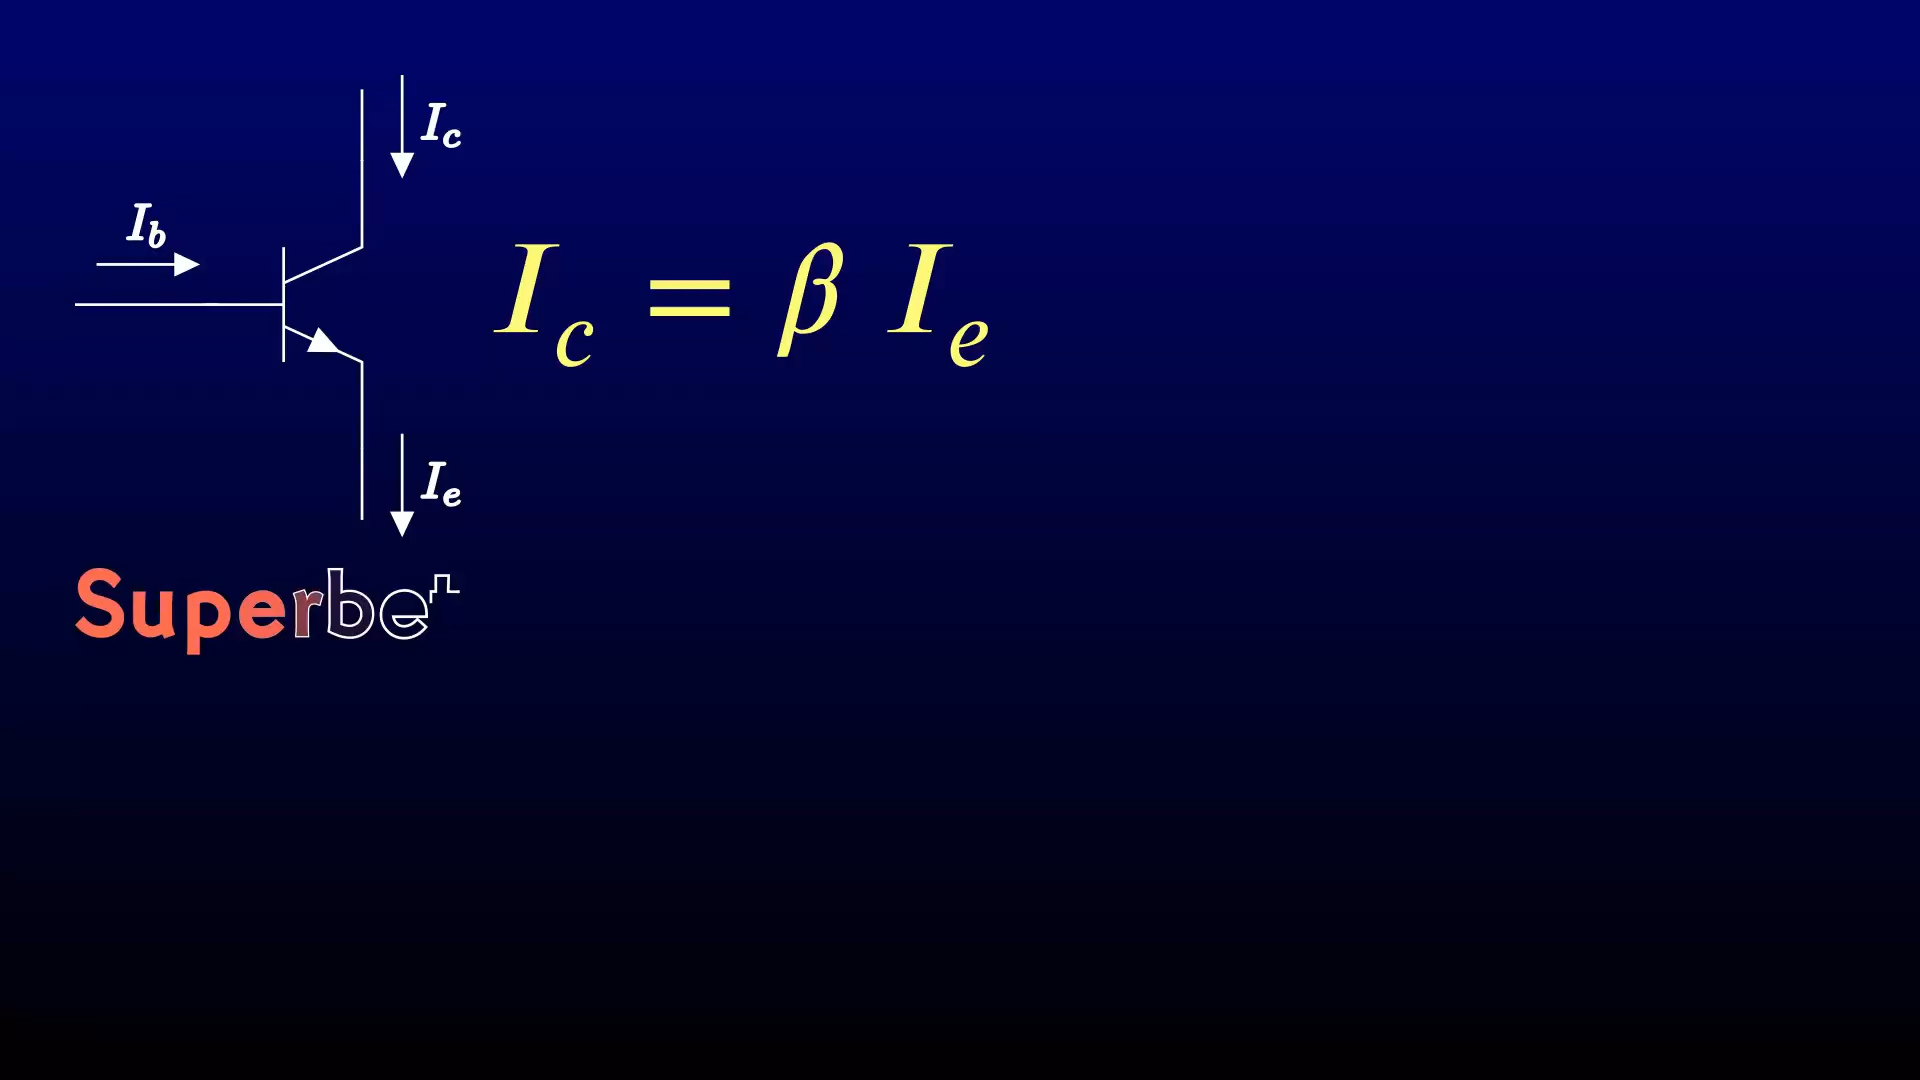 I_c
I_b
I_c = β I_e
I_e
Superbe